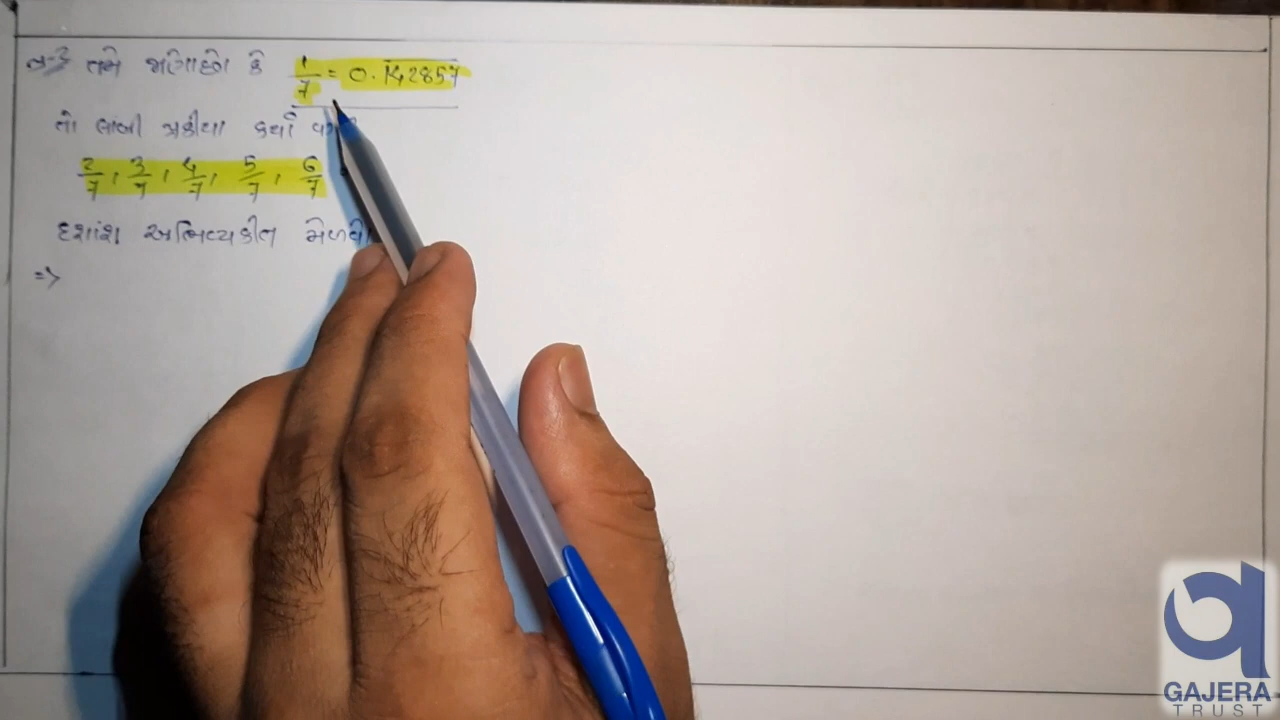 તમે જાણો છો કે 1/7 = 0.142857
તો લાંબી પ્રક્રીયા કર્યા
2/7, 3/7, 4/7, 5/7, 6/7
દશાંશ અભિવ્યકીત મેળવો
=>
GAJERA
TRUST